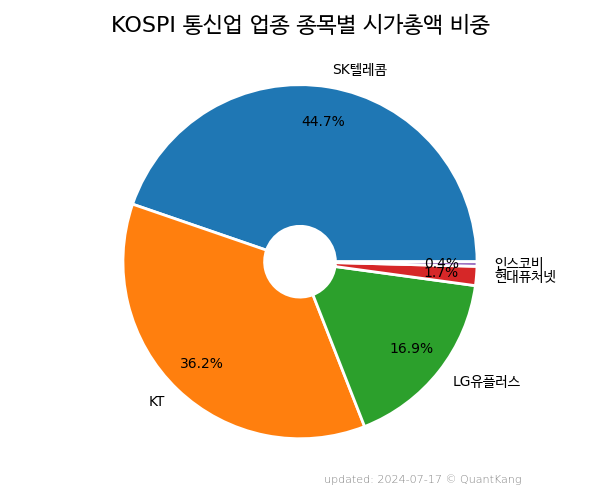 KOSPI 통신업 업종 종목별 시가총액 비중
SK텔레콤
44.7%
0.4%
인스코비
1.7%
현대퓨처넷
16.9%
36.2%
LG유플러스
KT
updated: 2024-07-17 © QuantKang